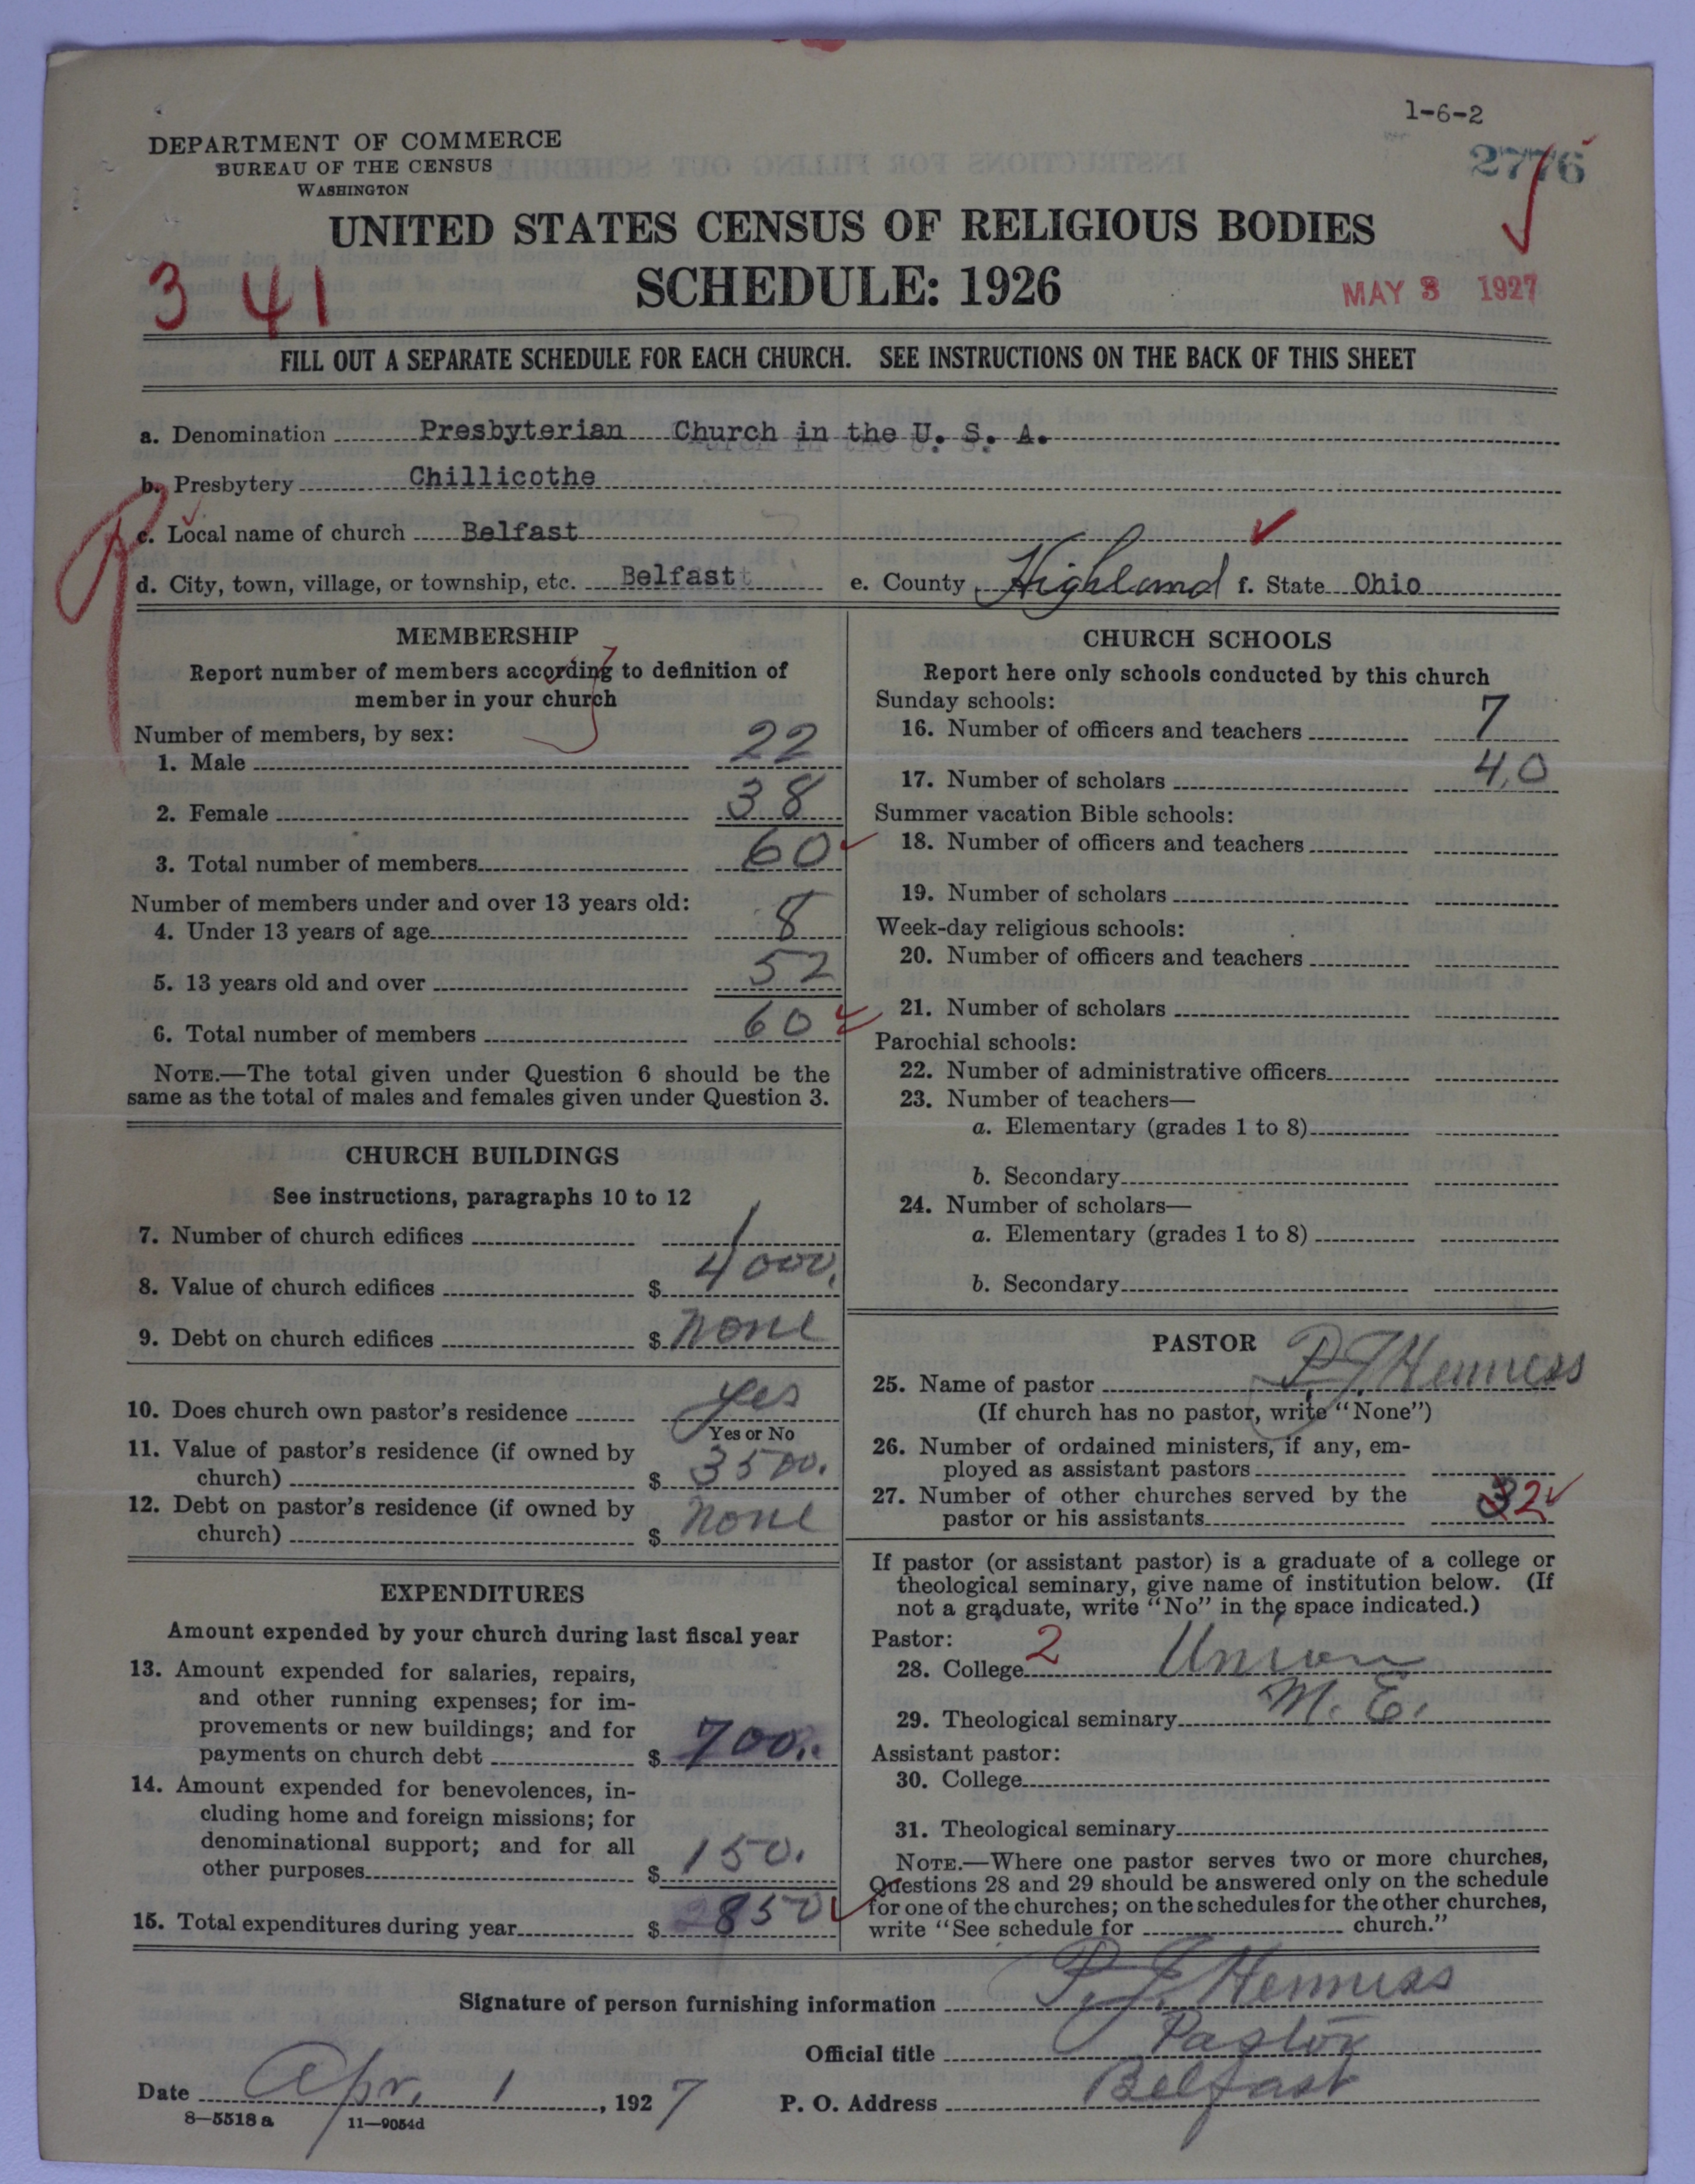 1-6-2
DEPARTMENT OF COMMERCE
BUREAU OF THE CENSUS
WASHINGTON
2776
UNITED STATES CENSUS OF RELIGIOUS BODIES
SCHEDULE: 1926
3 41
MAY 3 1927
FILL OUT A SEPARATE SCHEDULE FOR EACH CHURCH. SEE INSTRUCTIONS ON THE BACK OF THIS SHEET
a. Denomination Presbyterian Church in the U. S. A.
b. Presbytery Chillicothe
c. Local name of church Belfast
d. City, town, village, or township, etc. Belfast e. County Highland f. State Ohio
MEMBERSHIP
Report number of members according to definition of
member in your church
Number of members, by sex:
1. Male 22
2. Female 38
3. Total number of members 60
Number of members under and over 13 years old:
4. Under 13 years of age 8
5. 13 years old and over 52
6. Total number of members 60
NOTE.—The total given under Question 6 should be the
same as the total of males and females given under Question 3.
CHURCH BUILDINGS
See instructions, paragraphs 10 to 12
7. Number of church edifices 1
8. Value of church edifices $ 4000.
9. Debt on church edifices $ none
10. Does church own pastor's residence yes
Yes or No
11. Value of pastor's residence (if owned by
church) $ 3500.
12. Debt on pastor's residence (if owned by
church) $ none
EXPENDITURES
Amount expended by your church during last fiscal year
13. Amount expended for salaries, repairs,
and other running expenses; for im-
provements or new buildings; and for
payments on church debt $ 700.
14. Amount expended for benevolences, in-
cluding home and foreign missions; for
denominational support; and for all
other purposes $ 150.
15. Total expenditures during year $ 850
CHURCH SCHOOLS
Report here only schools conducted by this church
Sunday schools:
16. Number of officers and teachers 7
17. Number of scholars 40
Summer vacation Bible schools:
18. Number of officers and teachers
19. Number of scholars
Week-day religious schools:
20. Number of officers and teachers
21. Number of scholars
Parochial schools:
22. Number of administrative officers
23. Number of teachers—
a. Elementary (grades 1 to 8)
b. Secondary
24. Number of scholars—
a. Elementary (grades 1 to 8)
b. Secondary
PASTOR
25. Name of pastor P J Henness
(If church has no pastor, write "None")
26. Number of ordained ministers, if any, em-
ployed as assistant pastors
27. Number of other churches served by the
pastor or his assistants 3 2
If pastor (or assistant pastor) is a graduate of a college or
theological seminary, give name of institution below. (If
not a graduate, write "No" in the space indicated.)
Pastor:
28. College 2 Union
29. Theological seminary M. E.
Assistant pastor:
30. College
31. Theological seminary
NOTE.—Where one pastor serves two or more churches,
Questions 28 and 29 should be answered only on the schedule
for one of the churches; on the schedules for the other churches,
write "See schedule for church."
Signature of person furnishing information P. J. Henness
Official title Pastor
Date Apr. 1, 1927 P. O. Address Belfast
8—5518 a 11—9054d